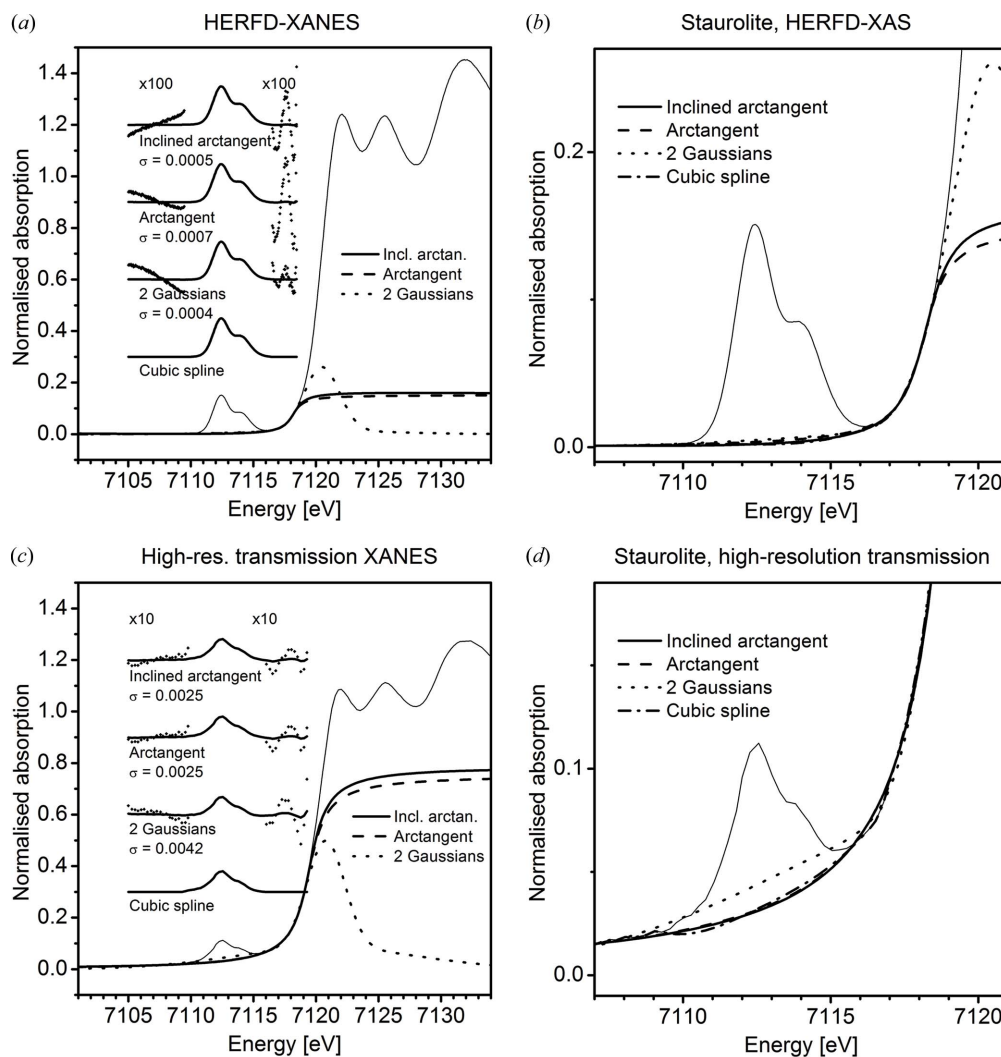 (a)
HERFD-XANES
Normalised absorption
1.4
1.2
1.0
0.8
0.6
0.4
0.2
0.0
x100
x100
Inclined arctangent
σ = 0.0005
Arctangent
σ = 0.0007
2 Gaussians
σ = 0.0004
Cubic spline
Incl. arctan.
Arctangent
2 Gaussians
7105 7110 7115 7120 7125 7130
Energy [eV]
(b)
Staurolite, HERFD-XAS
Normalised absorption
0.2
0.0
Inclined arctangent
Arctangent
2 Gaussians
Cubic spline
7110 7115 7120
Energy [eV]
(c)
High-res. transmission XANES
Normalised absorption
1.4
1.2
1.0
0.8
0.6
0.4
0.2
0.0
x10
x10
Inclined arctangent
σ = 0.0025
Arctangent
σ = 0.0025
2 Gaussians
σ = 0.0042
Cubic spline
Incl. arctan.
Arctangent
2 Gaussians
7105 7110 7115 7120 7125 7130
Energy [eV]
(d)
Staurolite, high-resolution transmission
Normalised absorption
0.1
0.0
Inclined arctangent
Arctangent
2 Gaussians
Cubic spline
7110 7115 7120
Energy [eV]